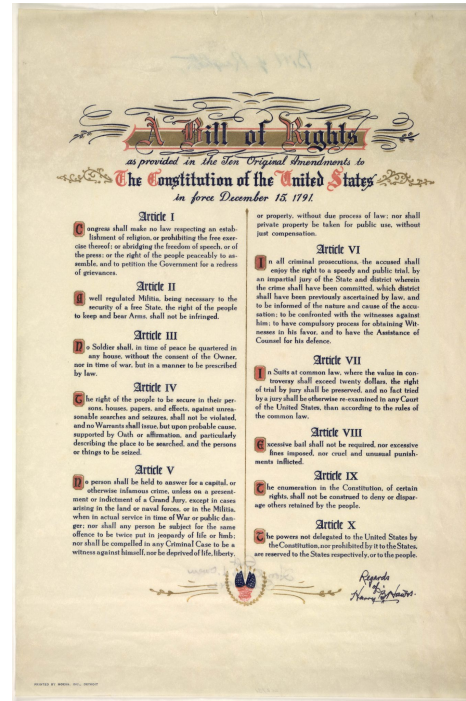 A Bill of Rights
as provided in the Ten Original Amendments to
The Constitution of the United States
in force December 15, 1791.
Article I
Congress shall make no law respecting an estab-
lishment of religion, or prohibiting the free exer-
cise thereof; or abridging the freedom of speech, or of
the press; or the right of the people peaceably to as-
semble, and to petition the Government for a redress
of grievances.
Article II
A well regulated Militia, being necessary to the
security of a free State, the right of the people
to keep and bear Arms, shall not be infringed.
Article III
No Soldier shall, in time of peace be quartered in
any house, without the consent of the Owner,
nor in time of war, but in a manner to be prescribed
by law.
Article IV
The right of the people to be secure in their per-
sons, houses, papers, and effects, against unrea-
sonable searches and seizures, shall not be violated,
and no Warrants shall issue, but upon probable cause,
supported by Oath or affirmation, and particularly
describing the place to be searched, and the persons
or things to be seized.
Article V
No person shall be held to answer for a capital, or
otherwise infamous crime, unless on a present-
ment or indictment of a Grand Jury, except in cases
arising in the land or naval forces, or in the Militia,
when in actual service in time of War or public dan-
ger; nor shall any person be subject for the same
offence to be twice put in jeopardy of life or limb;
nor shall be compelled in any Criminal Case to be a
witness against himself, nor be deprived of life, liberty,
or property, without due process of law; nor shall
private property be taken for public use, without
just compensation.
Article VI
In all criminal prosecutions, the accused shall
enjoy the right to a speedy and public trial, by
an impartial jury of the State and district wherein
the crime shall have been committed, which district
shall have been previously ascertained by law, and
to be informed of the nature and cause of the accu-
sation; to be confronted with the witnesses against
him; to have compulsory process for obtaining Wit-
nesses in his favor, and to have the Assistance of
Counsel for his defence.
Article VII
In Suits at common law, where the value in con-
troversy shall exceed twenty dollars, the right
of trial by jury shall be preserved, and no fact tried
by a jury shall be otherwise re-examined in any Court
of the United States, than according to the rules of
the common law.
Article VIII
Excessive bail shall not be required, nor excessive
fines imposed, nor cruel and unusual punish-
ments inflicted.
Article IX
The enumeration in the Constitution, of certain
rights, shall not be construed to deny or dispar-
age others retained by the people.
Article X
The powers not delegated to the United States by
the Constitution, nor prohibited by it to the States,
are reserved to the States respectively, or to the people.
Regards
of
Harry B. Hawes.